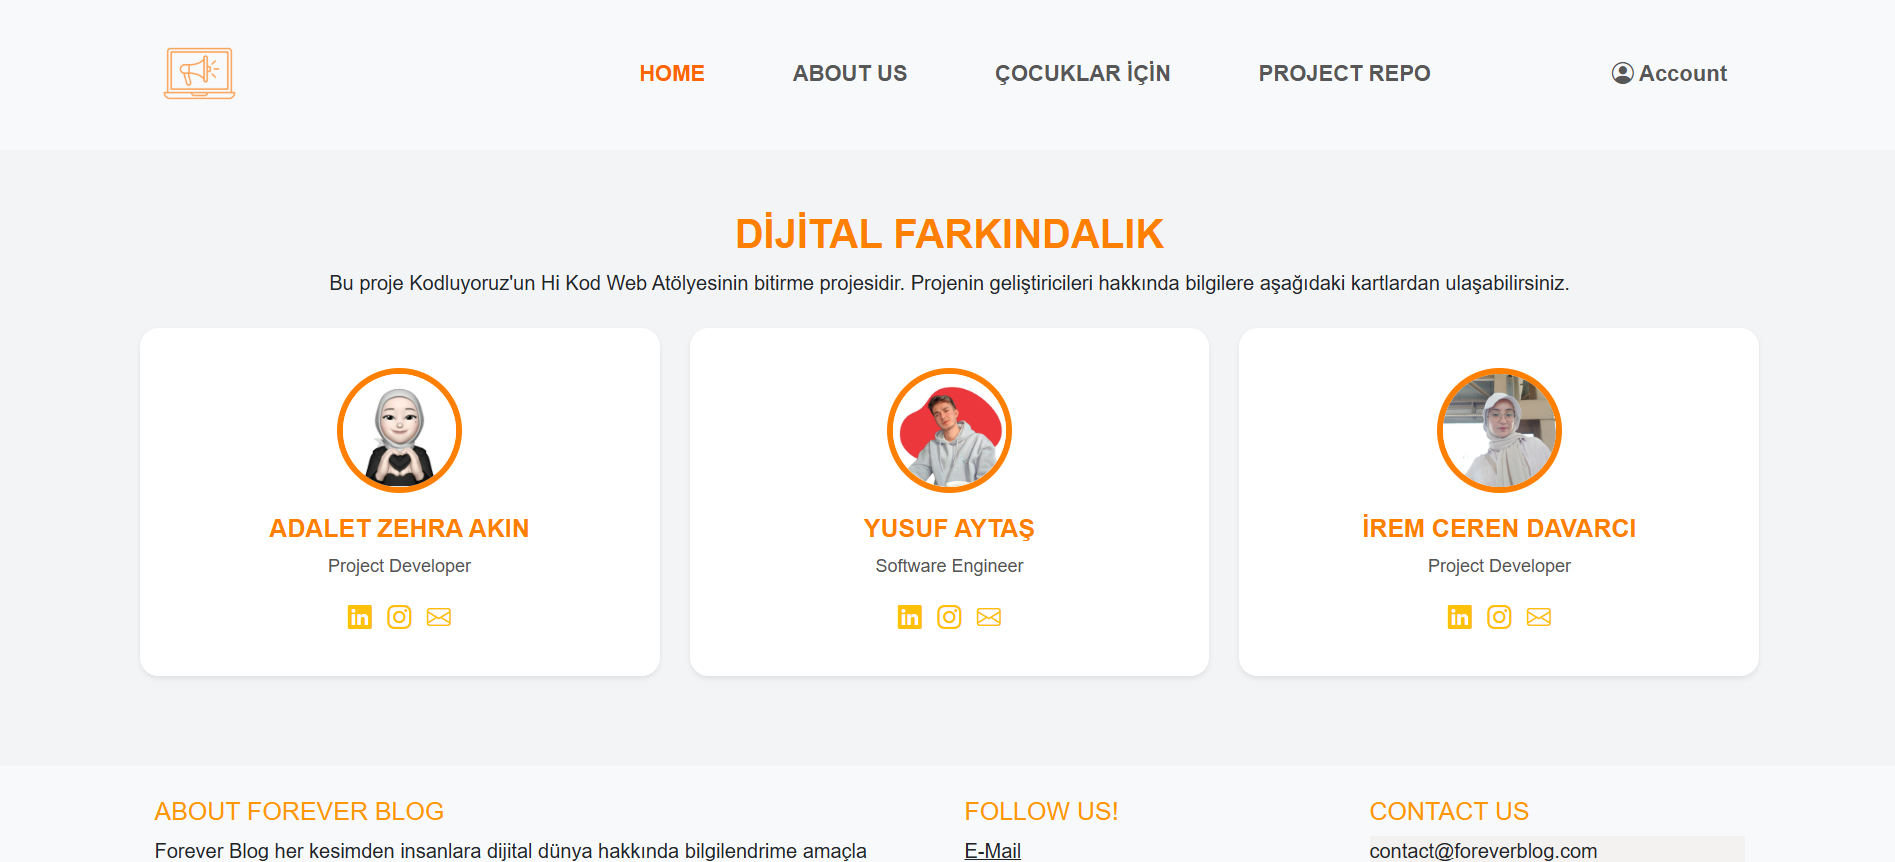 HOME ABOUT US ÇOCUKLAR İÇİN PROJECT REPO Account
DİJİTAL FARKINDALIK
Bu proje Kodluyoruz'un Hi Kod Web Atölyesinin bitirme projesidir. Projenin geliştiricileri hakkında bilgilere aşağıdaki kartlardan ulaşabilirsiniz.
ADALET ZEHRA AKIN
Project Developer
YUSUF AYTAŞ
Software Engineer
İREM CEREN DAVARCI
Project Developer
ABOUT FOREVER BLOG
Forever Blog her kesimden insanlara dijital dünya hakkında bilgilendrime amaçla
FOLLOW US!
E-Mail
CONTACT US
contact@foreverblog.com